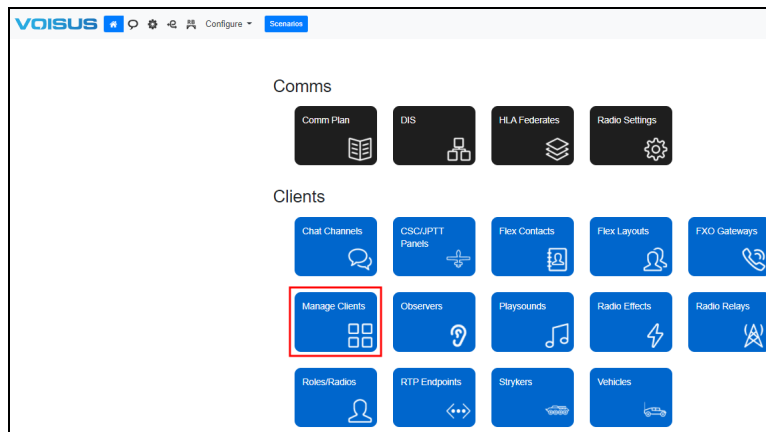 VOISUS Configure Scenarios
Comms
Comm Plan DIS HLA Federates Radio Settings
Clients
Chat Channels CSC/JPTT Flex Contacts Flex Layouts FXO Gateways
Panels
Manage Clients Observers Playsounds Radio Effects Radio Relays
Roles/Radios RTP Endpoints Strykers Vehicles